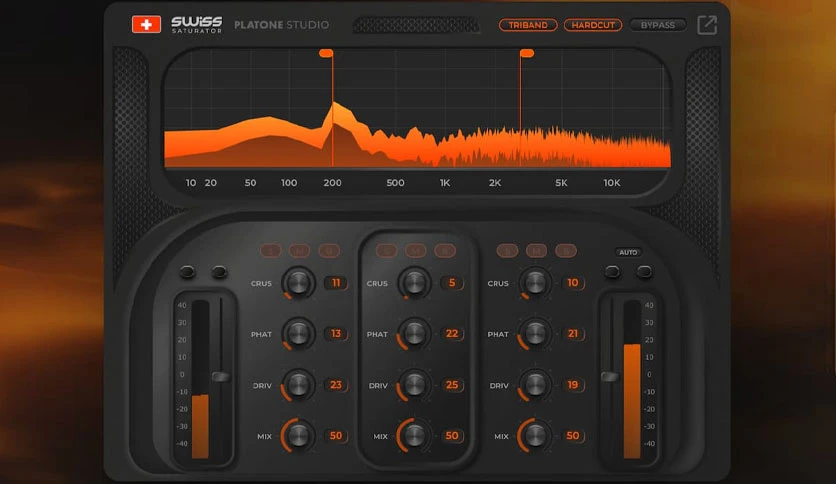 SWiSS
SATURATOR
PLATONE STUDIO
TRIBAND HARDCUT BYPASS
10 20 50 100 200 500 1K 2K 5K 10K
S M B S M B S M B AUTO
CRUS 11 CRUS 5 CRUS 10
40 40
30 30
20 PHAT 13 PHAT 22 PHAT 21 20
10 10
0 0
-10 DRIV 23 DRIV 25 DRIV 19 -10
-20 -20
-30 -30
-40 MIX 50 MIX 50 MIX 50 -40